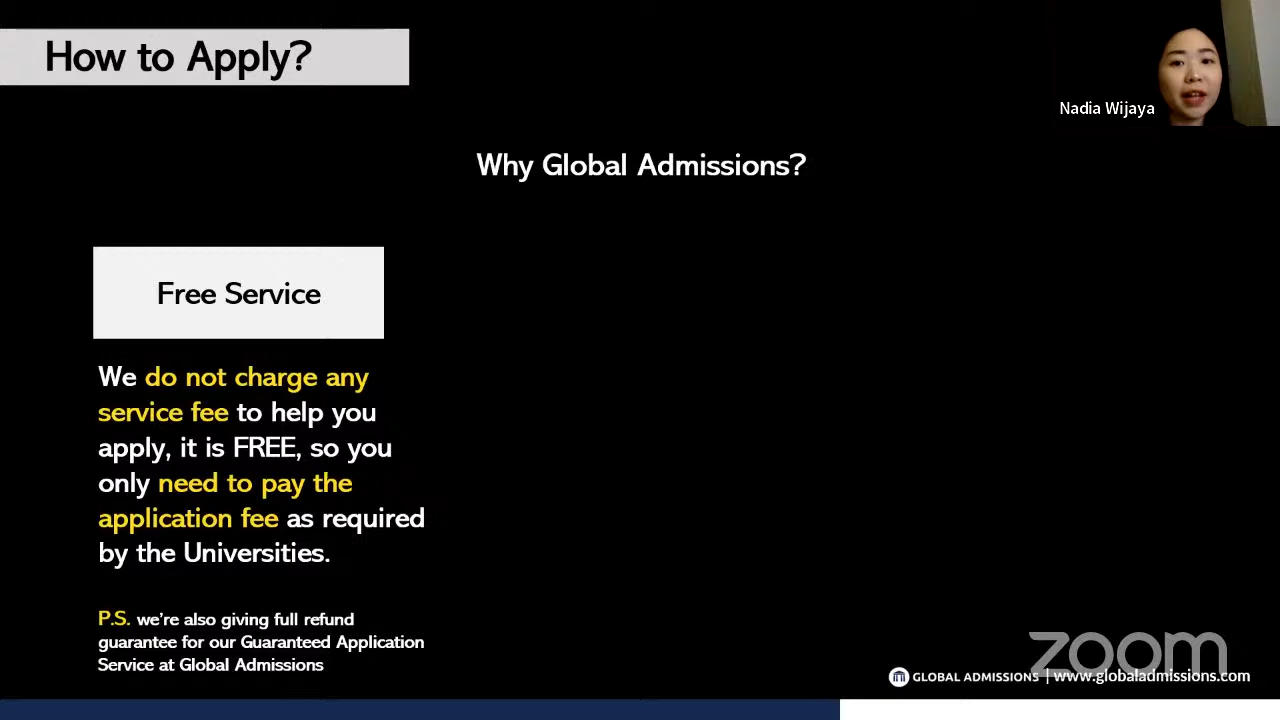 How to Apply?
Nadia Wijaya
Why Global Admissions?
Free Service
We do not charge any
service fee to help you
apply, it is FREE, so you
only need to pay the
application fee as required
by the Universities.
P.S. we're also giving full refund
guarantee for our Guaranteed Application
Service at Global Admissions
zoom
GLOBAL ADMISSIONS | www.globaladmissions.com